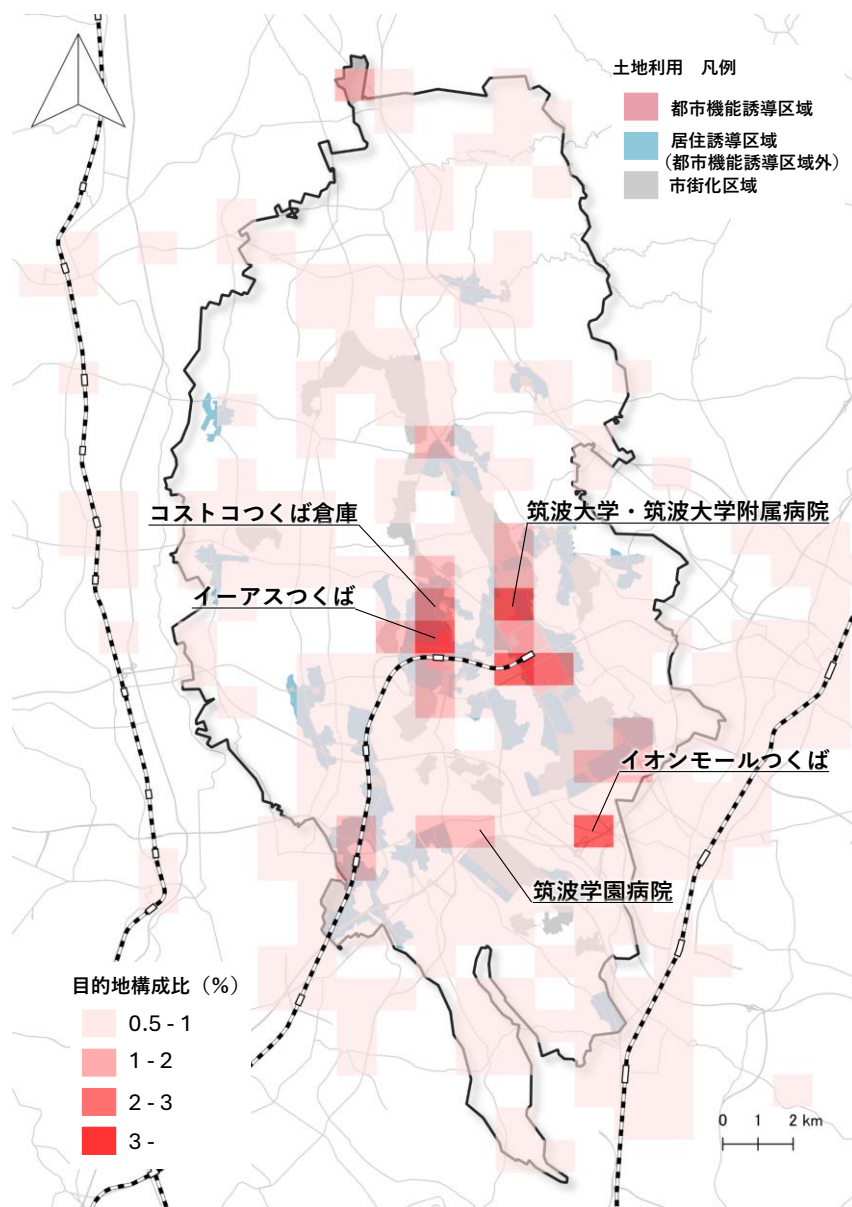 土地利用 凡例
都市機能誘導区域
居住誘導区域
(都市機能誘導区域外)
市街化区域
コストコつくば倉庫
筑波大学・筑波大学附属病院
イーアスつくば
イオンモールつくば
筑波学園病院
目的地構成比(%)
0.5 - 1
1 - 2
2 - 3
3 -
0 1 2 km